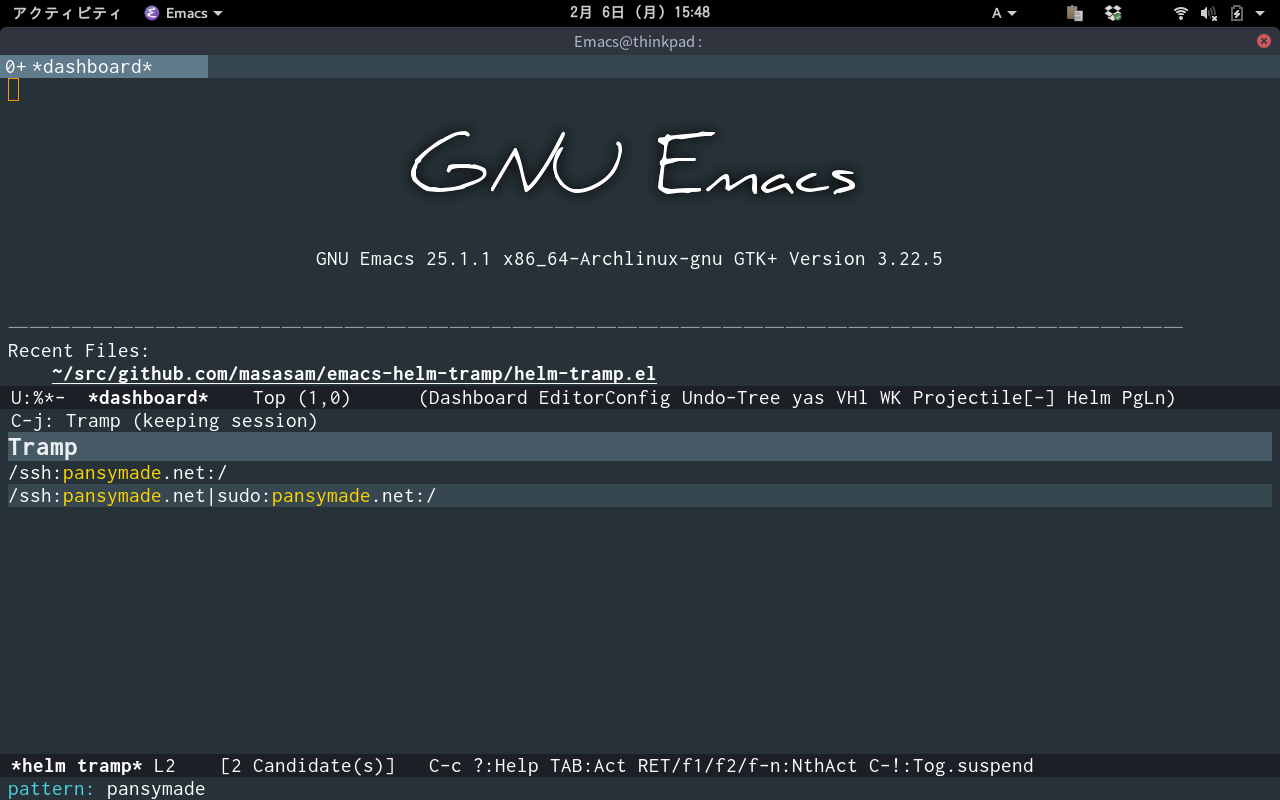 アクティビティ Emacs 2月 6日 (月) 15:48 A
Emacs@thinkpad:
0+ *dashboard*
GNU Emacs
GNU Emacs 25.1.1 x86_64-Archlinux-gnu GTK+ Version 3.22.5
Recent Files:
~/src/github.com/masasam/emacs-helm-tramp/helm-tramp.el
U:%*- *dashboard* Top (1,0) (Dashboard EditorConfig Undo-Tree yas VHl WK Projectile[-] Helm PgLn)
C-j: Tramp (keeping session)
Tramp
/ssh:pansymade.net:/
/ssh:pansymade.net|sudo:pansymade.net:/
*helm tramp* L2 [2 Candidate(s)] C-c ?:Help TAB:Act RET/f1/f2/f-n:NthAct C-!:Tog.suspend
pattern: pansymade